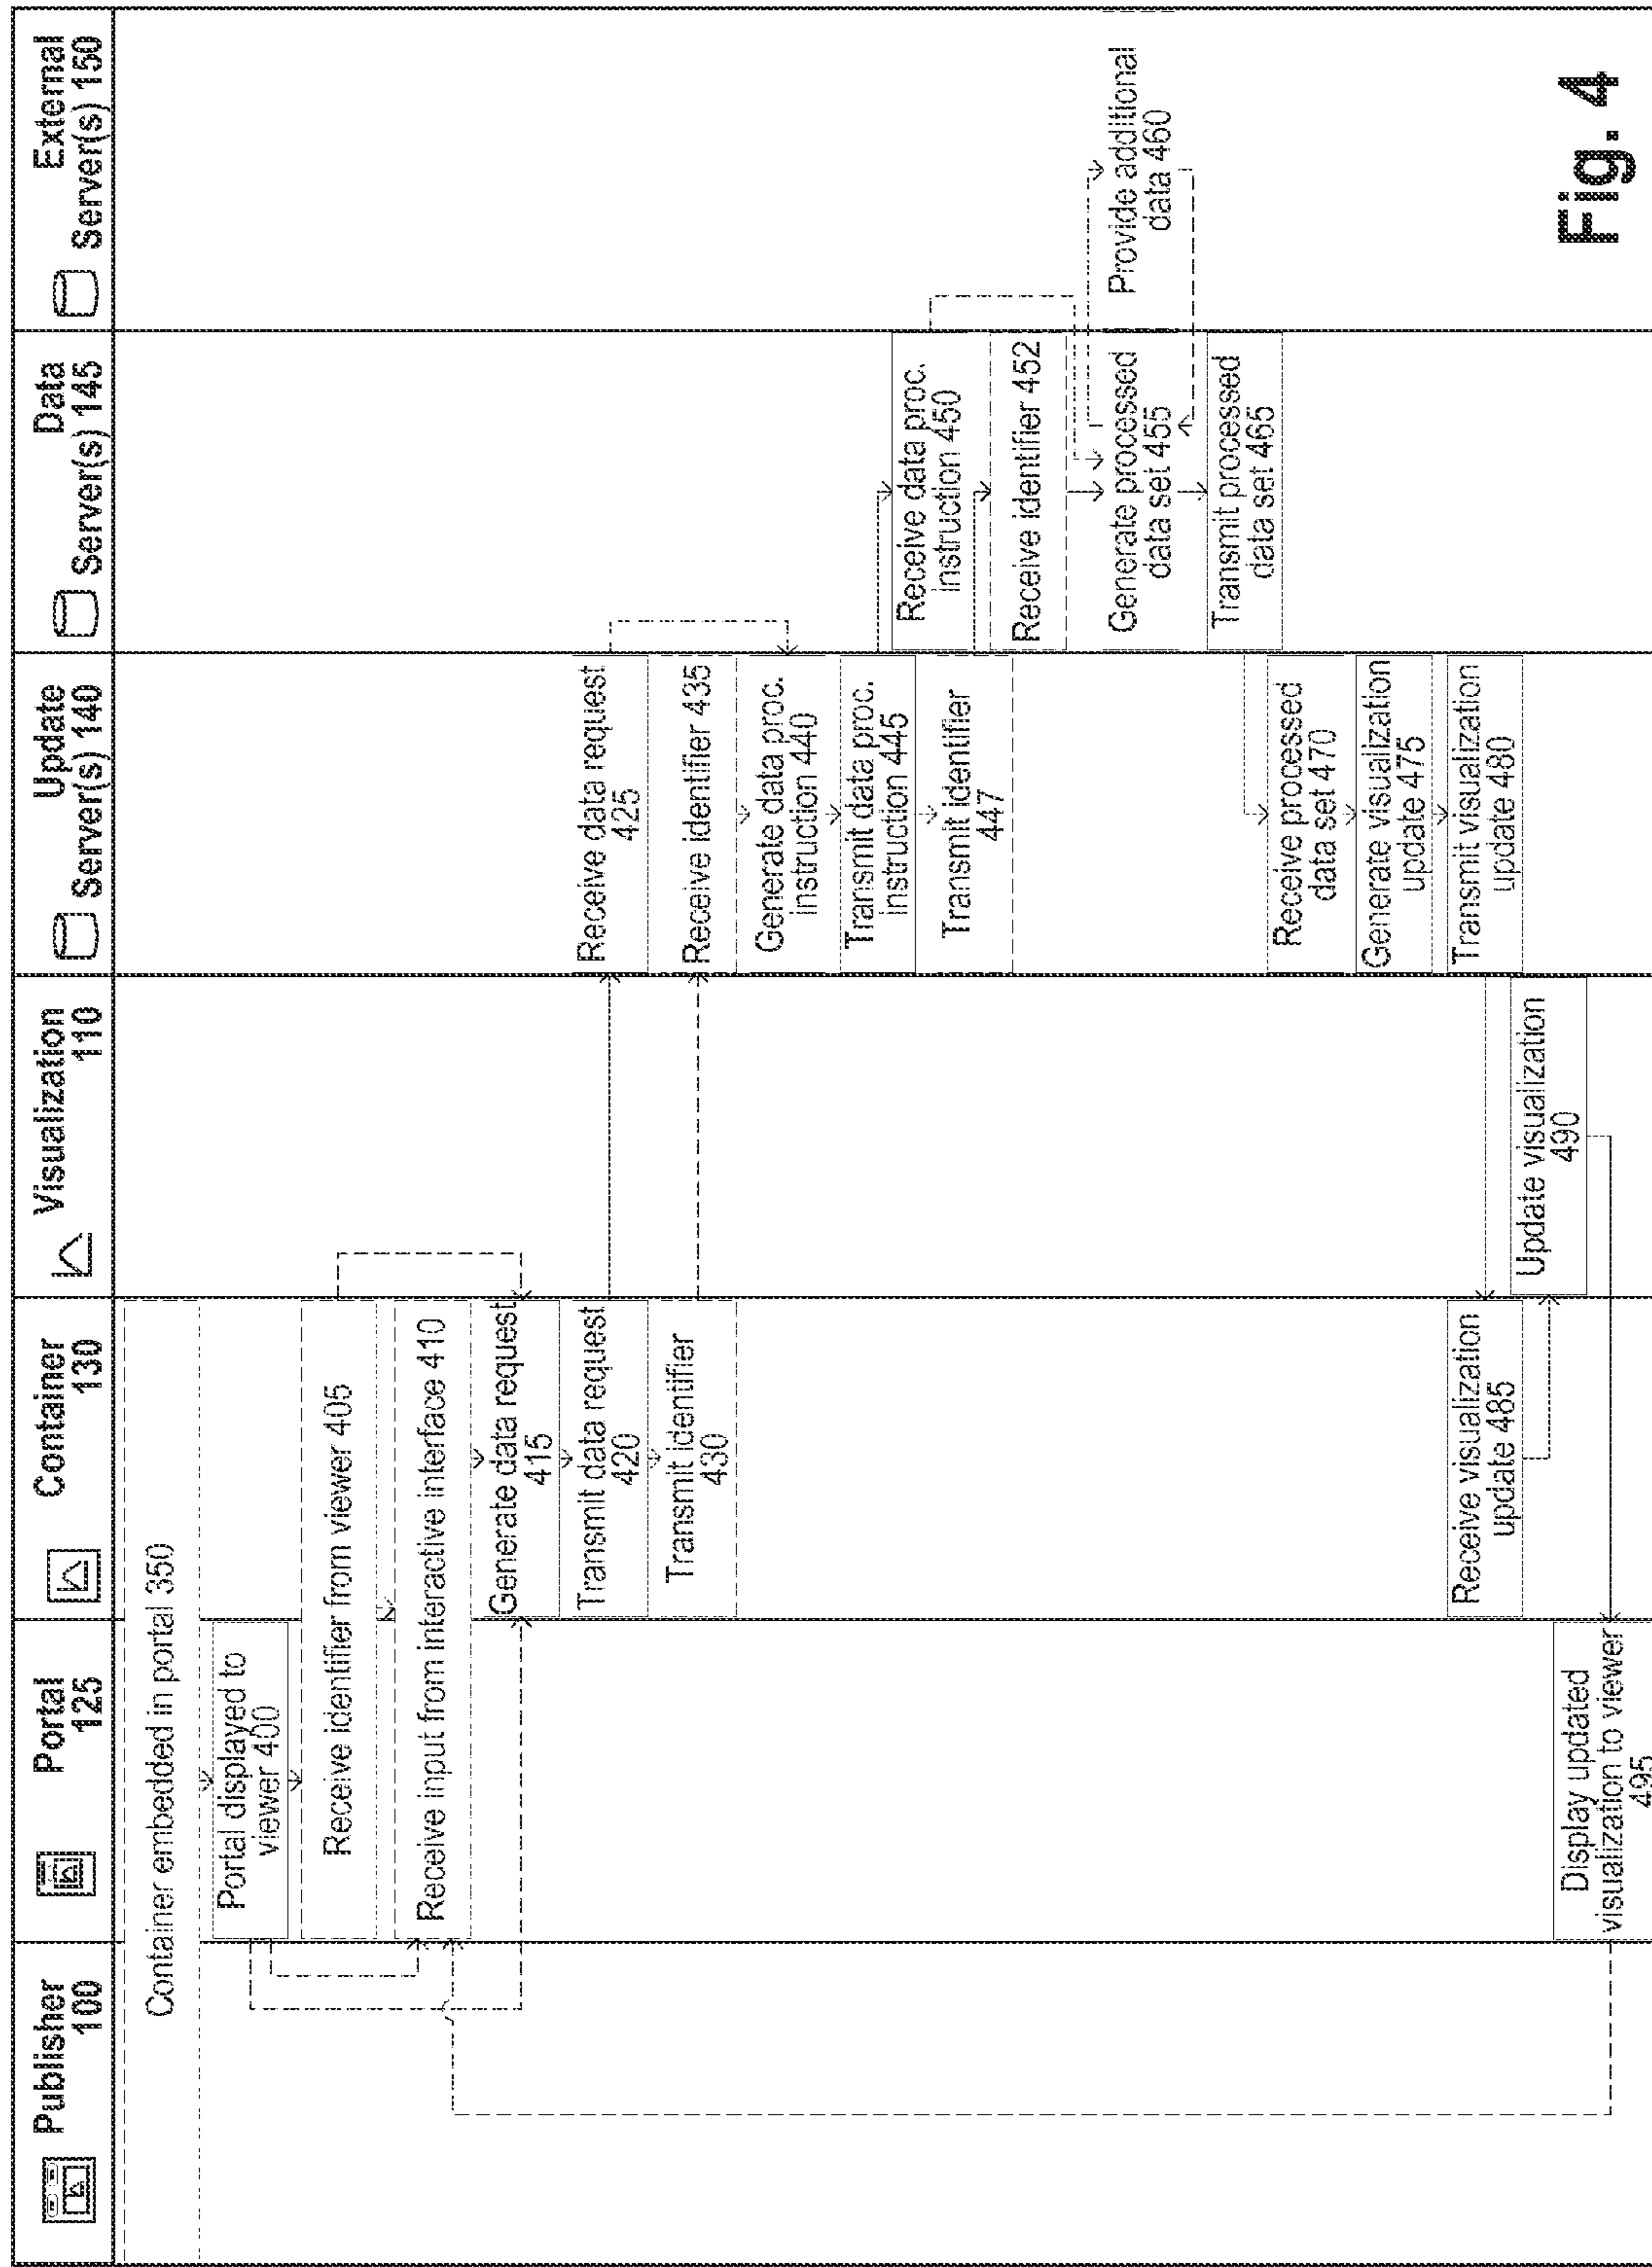 Publisher
100
Portal
125
Container
130
Visualization
110
Update
Server(s) 140
Data
Server(s) 145
External
Server(s) 150
Container embedded in portal 350
Portal displayed to
viewer 400
Receive identifier from viewer 405
Receive input from interactive interface 410
Generate data request
415
Transmit data request
420
Transmit identifier
430
Receive data request
425
Receive identifier 435
Generate data proc.
instruction 440
Transmit data proc.
instruction 445
Transmit identifier
447
Receive data proc.
instruction 450
Receive identifier 452
Generate processed
data set 455
Provide additional
data 460
Transmit processed
data set 465
Receive processed
data set 470
Generate visualization
update 475
Transmit visualization
update 480
Receive visualization
update 485
Update visualization
490
Display updated
visualization to viewer
495
Fig. 4